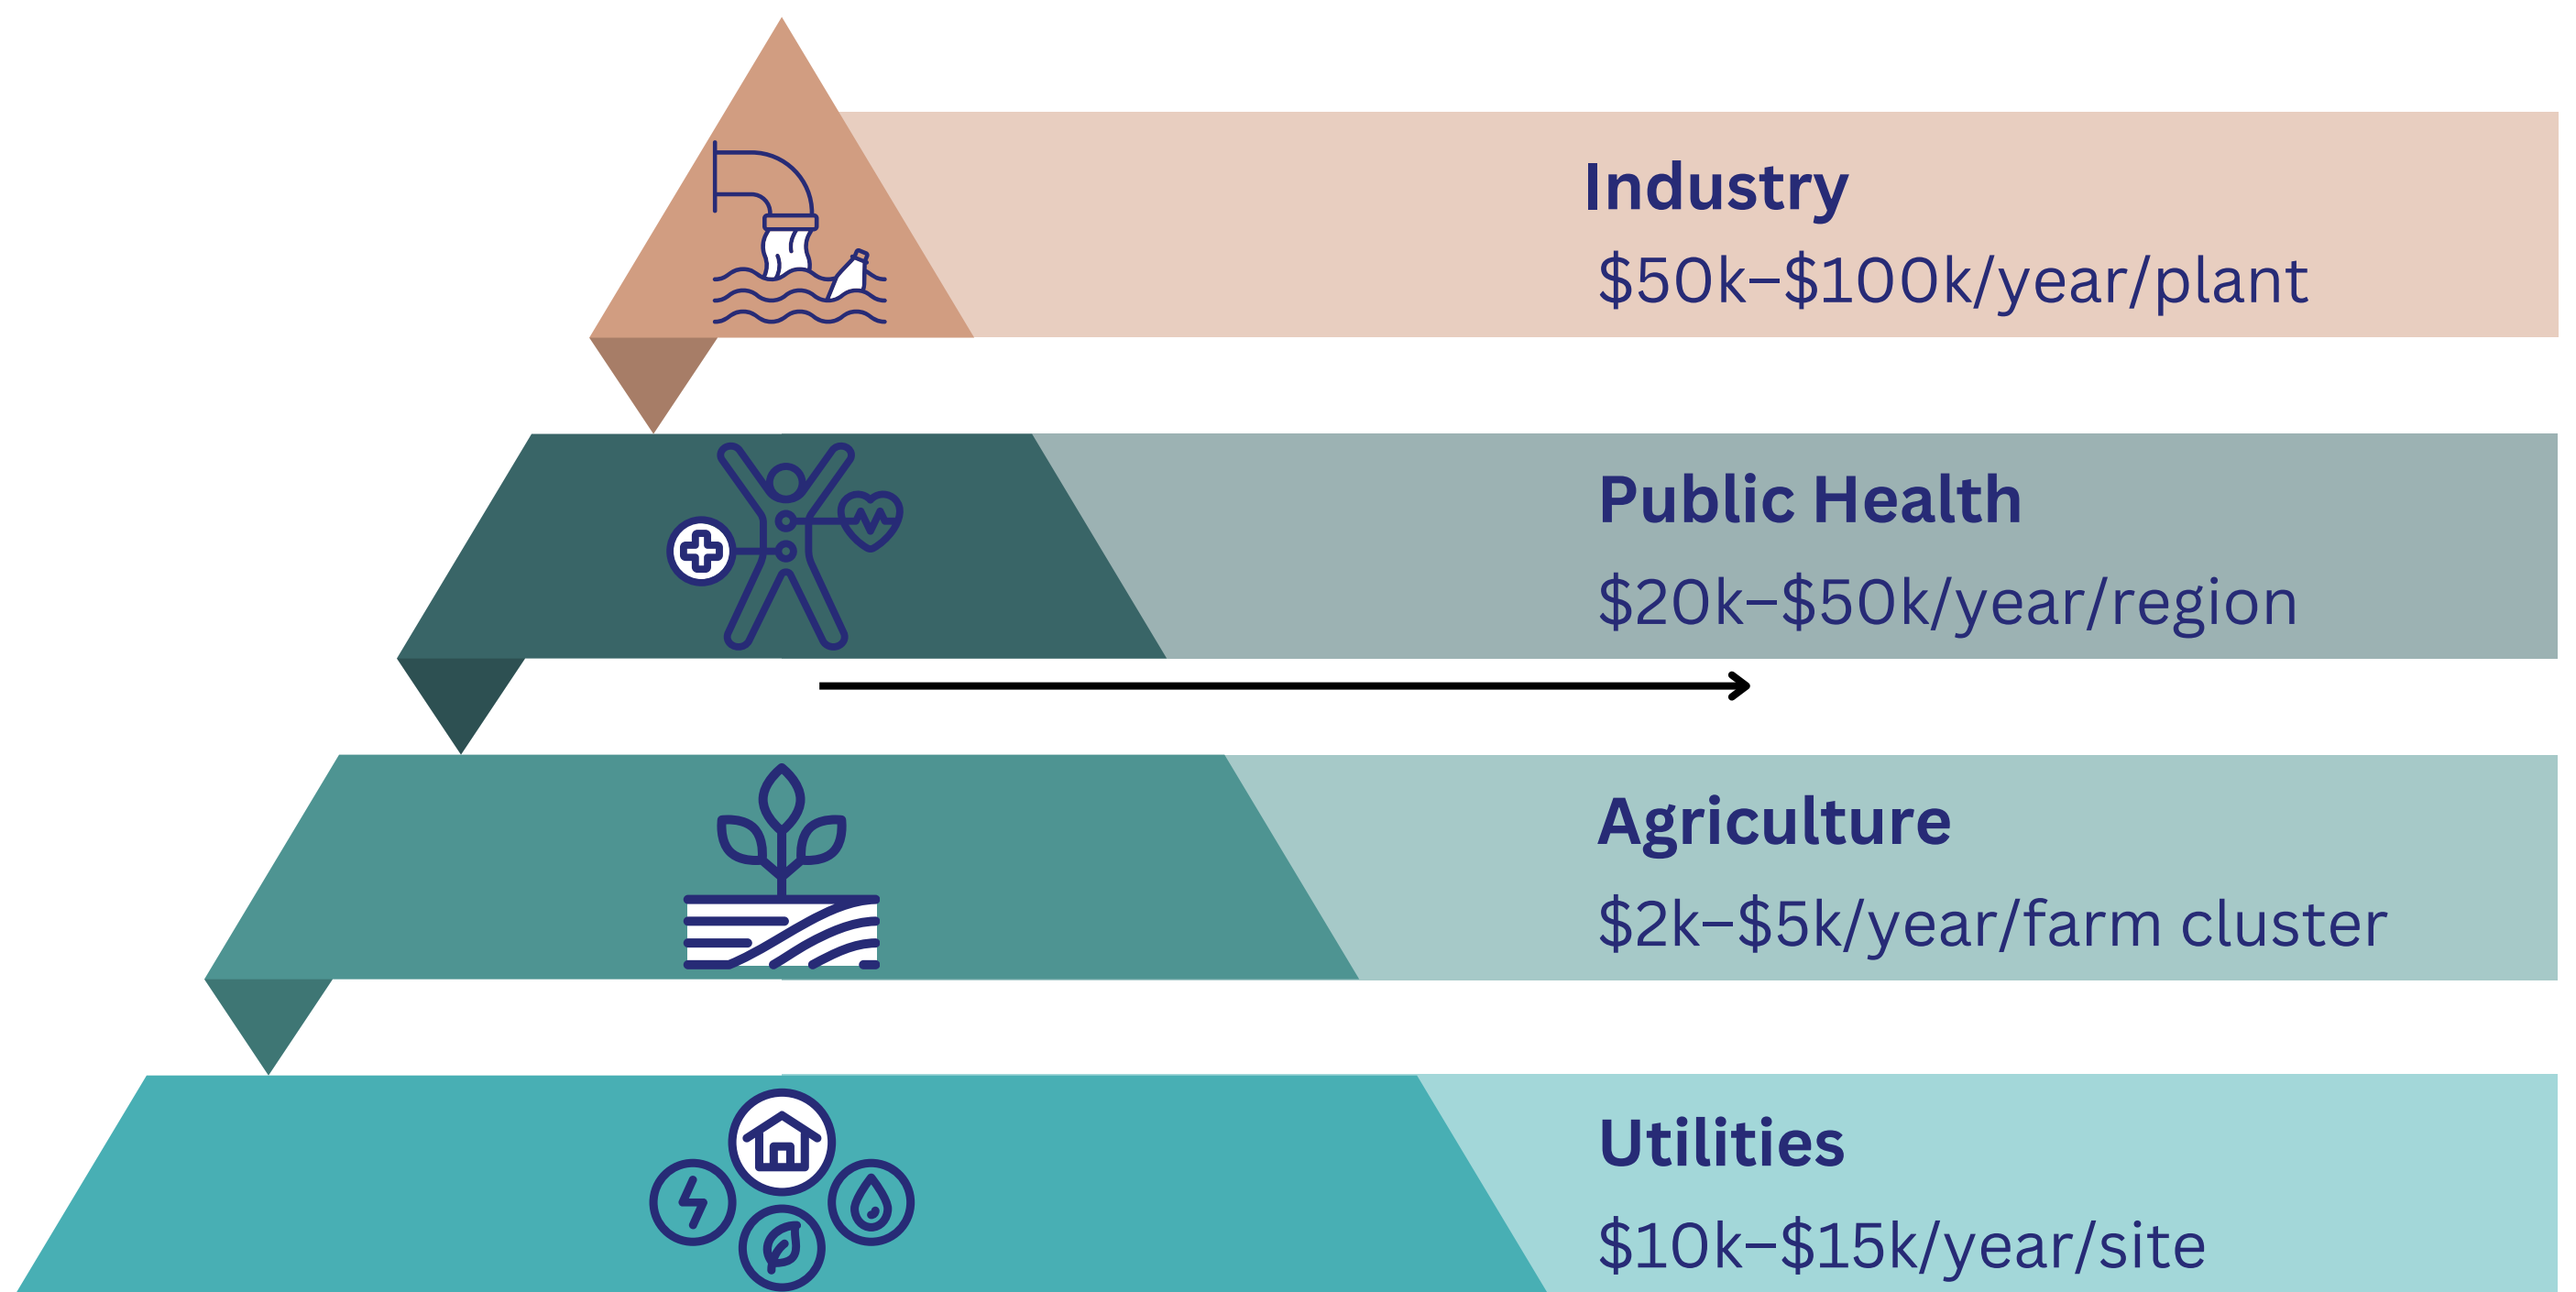 Industry
$50k–$100k/year/plant
Public Health
$20k–$50k/year/region
Agriculture
$2k–$5k/year/farm cluster
Utilities
$10k–$15k/year/site